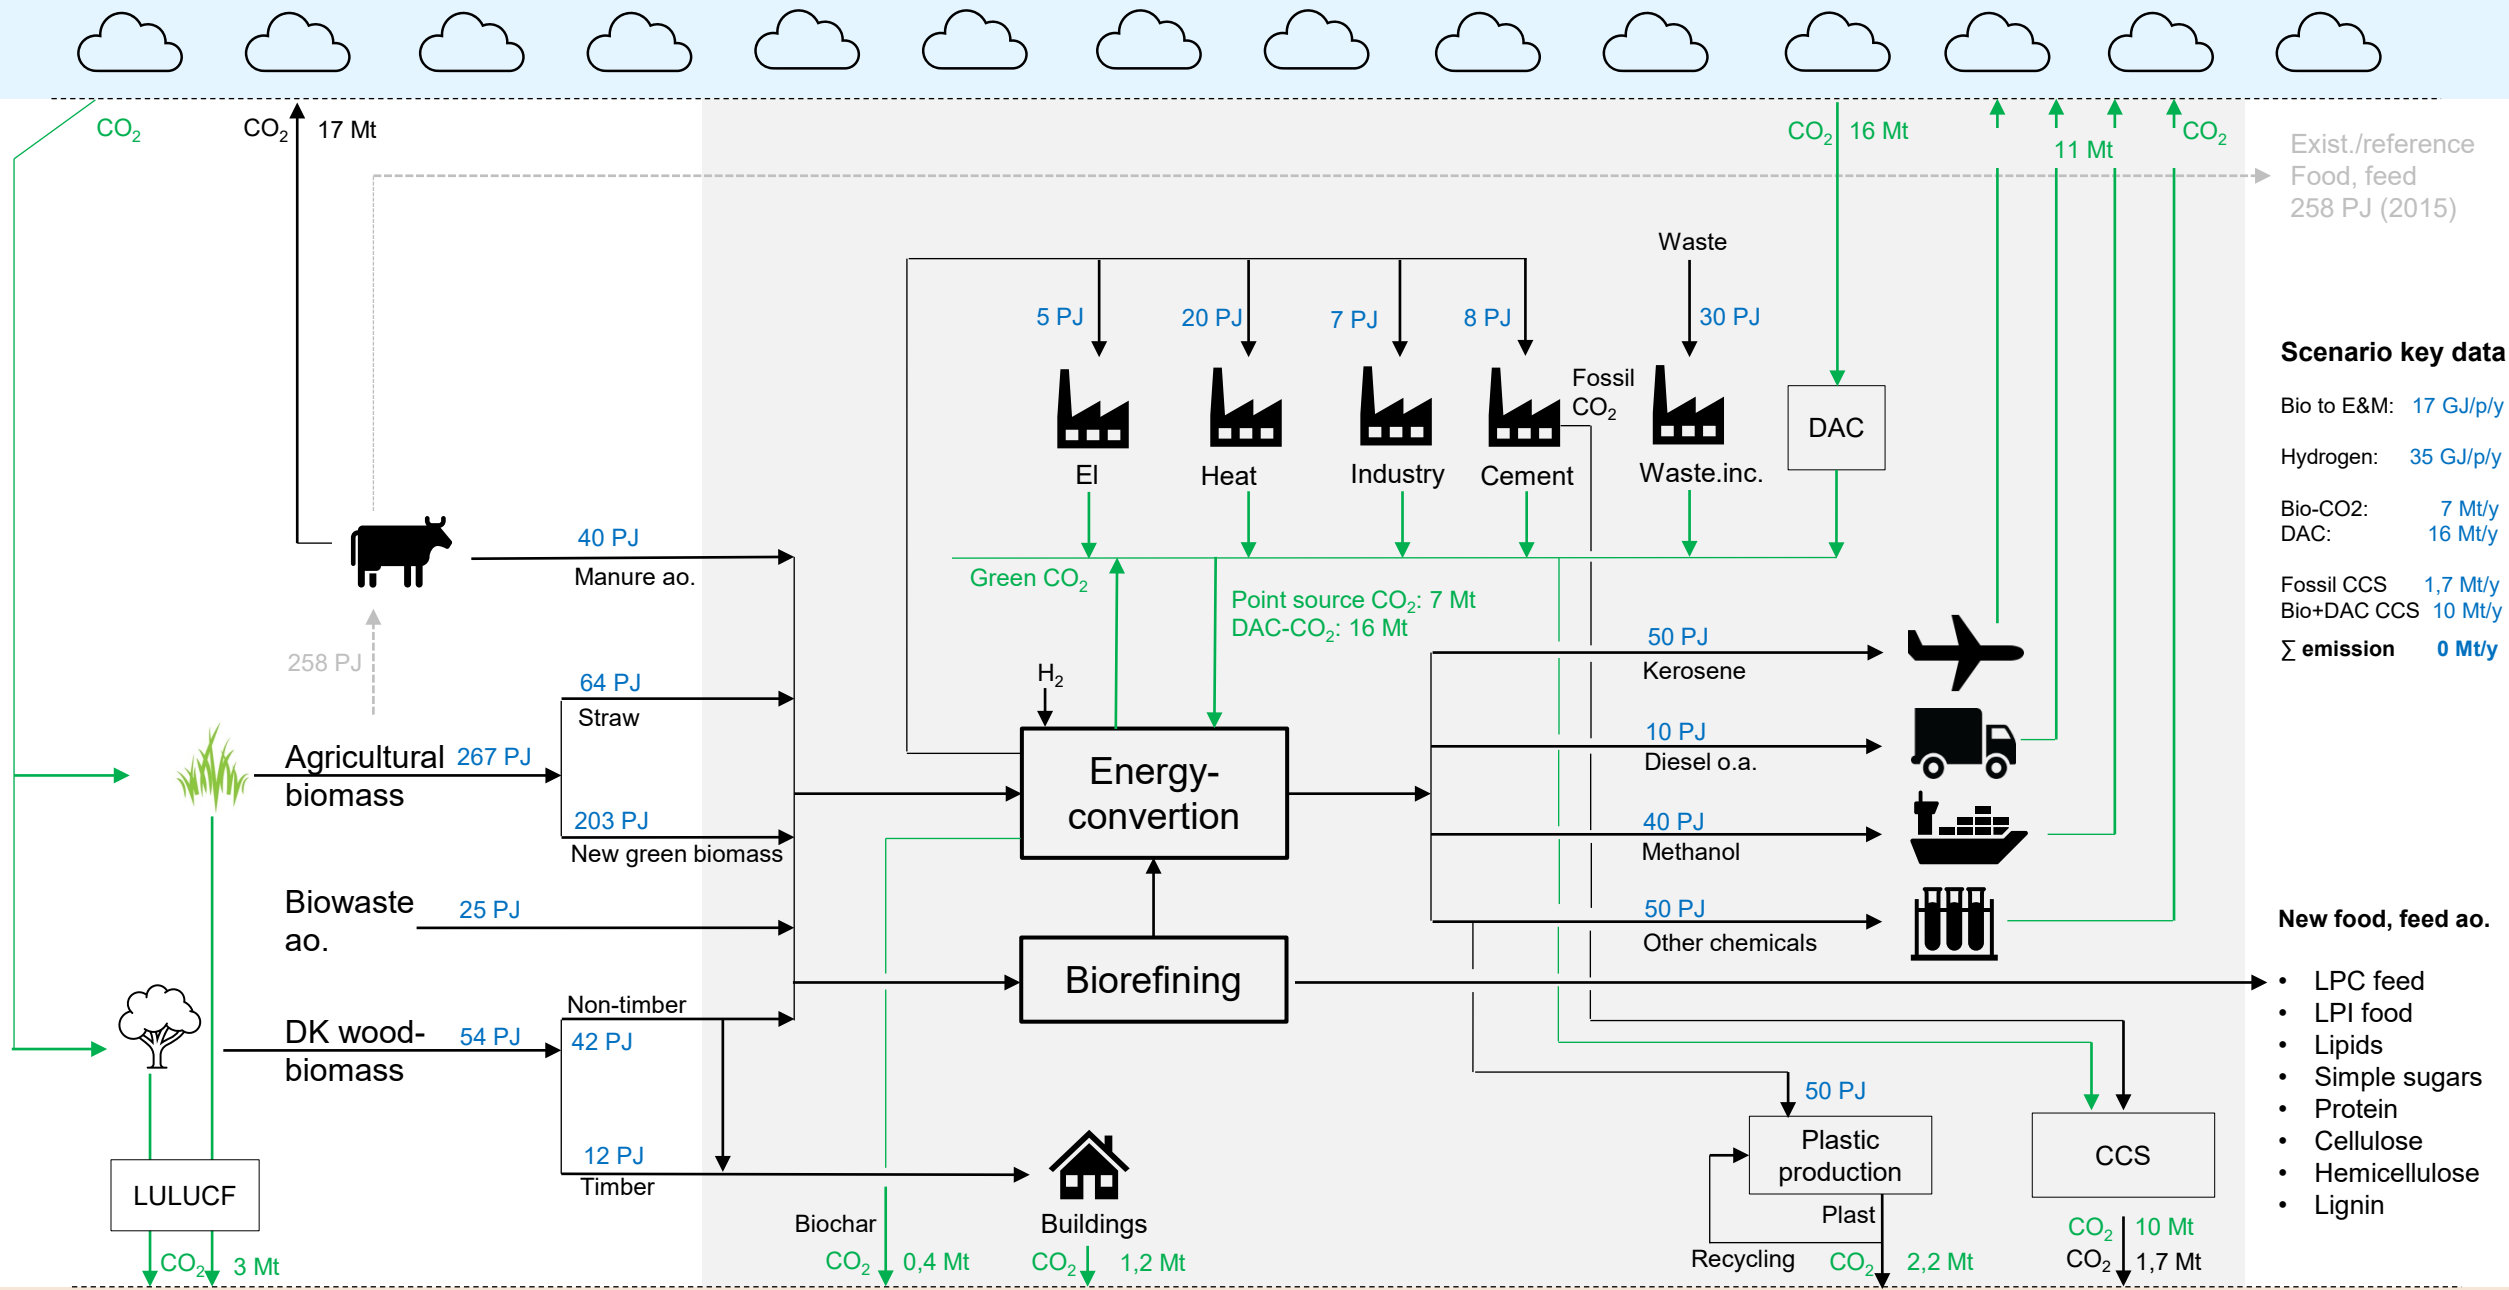 CO₂
CO₂ 17 Mt
CO₂ 16 Mt
11 Mt
CO₂
Exist./reference
Food, feed
258 PJ (2015)
Waste
5 PJ
20 PJ
7 PJ
8 PJ
30 PJ
Fossil
CO₂
DAC
El
Heat
Industry
Cement
Waste.inc.
Scenario key data
Bio to E&M: 17 GJ/p/y
Hydrogen: 35 GJ/p/y
Bio-CO2: 7 Mt/y
DAC: 16 Mt/y
Fossil CCS 1,7 Mt/y
Bio+DAC CCS 10 Mt/y
∑ emission 0 Mt/y
40 PJ
Manure ao.
Green CO₂
Point source CO₂: 7 Mt
DAC-CO₂: 16 Mt
258 PJ
64 PJ
Straw
H₂
50 PJ
Kerosene
Agricultural
biomass
267 PJ
Energy-
convertion
10 PJ
Diesel o.a.
203 PJ
New green biomass
40 PJ
Methanol
Biowaste
ao.
25 PJ
50 PJ
Other chemicals
New food, feed ao.
Biorefining
• LPC feed
• LPI food
• Lipids
• Simple sugars
• Protein
• Cellulose
• Hemicellulose
• Lignin
Non-timber
DK wood-
biomass
54 PJ
42 PJ
50 PJ
Plastic
production
CCS
12 PJ
Timber
LULUCF
Biochar
Buildings
Plast
Recycling
CO₂ 3 Mt
CO₂ 0,4 Mt
CO₂ 1,2 Mt
CO₂ 2,2 Mt
CO₂ 10 Mt
CO₂ 1,7 Mt